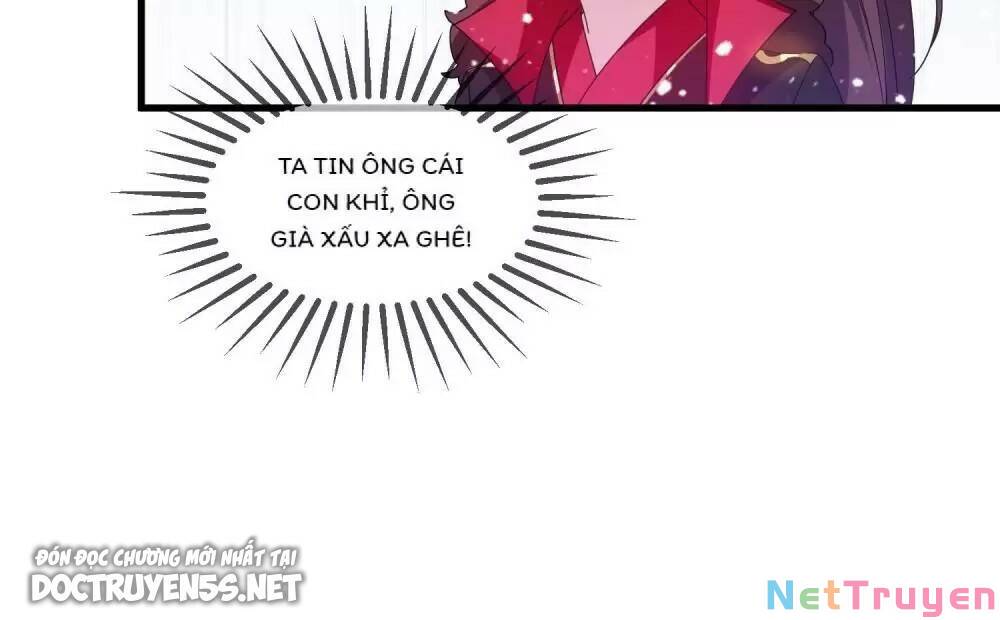 TA TIN ÔNG CÁI
CON KHỈ, ÔNG
GIÀ XẤU XA GHÊ!
ĐÓN ĐỌC CHƯƠNG MỚI NHẤT TẠI
DOCTRUYEN5S.NET
NetTruyen